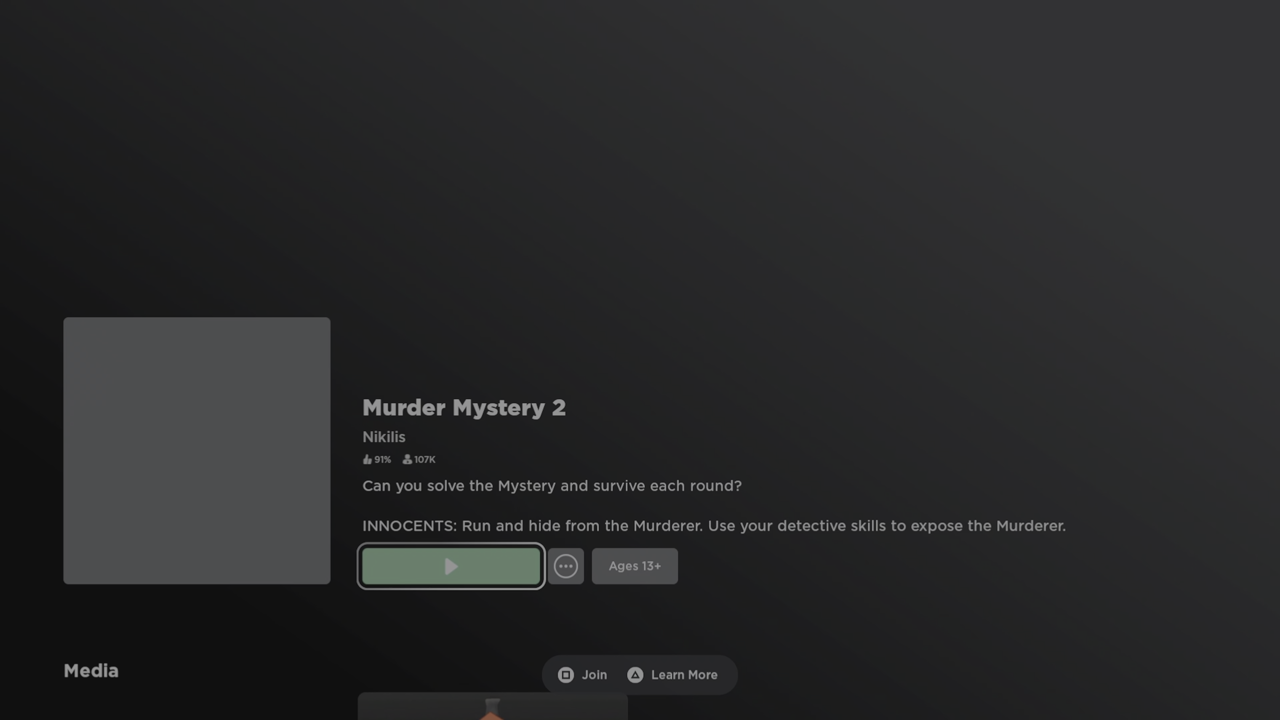 Murder Mystery 2
Nikilis
91% 107K
Can you solve the Mystery and survive each round?
INNOCENTS: Run and hide from the Murderer. Use your detective skills to expose the Murderer.
Ages 13+
Media
Join Learn More